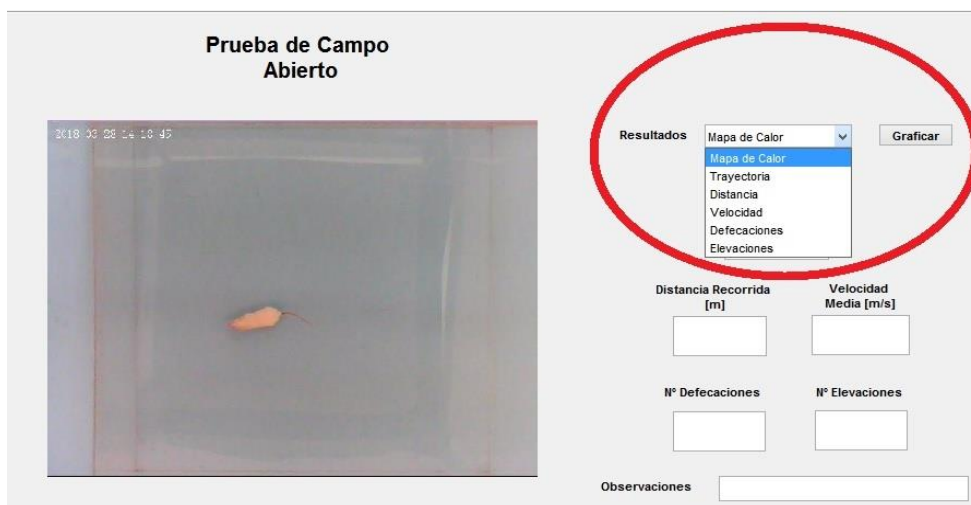 Prueba de Campo
Abierto
2018 03 28 14 18 45
Resultados
Mapa de Calor
Graficar
Mapa de Calor
Trayectoria
Distancia
Velocidad
Defecaciones
Elevaciones
Distancia Recorrida
[m]
Velocidad
Media [m/s]
Nº Defecaciones
Nº Elevaciones
Observaciones